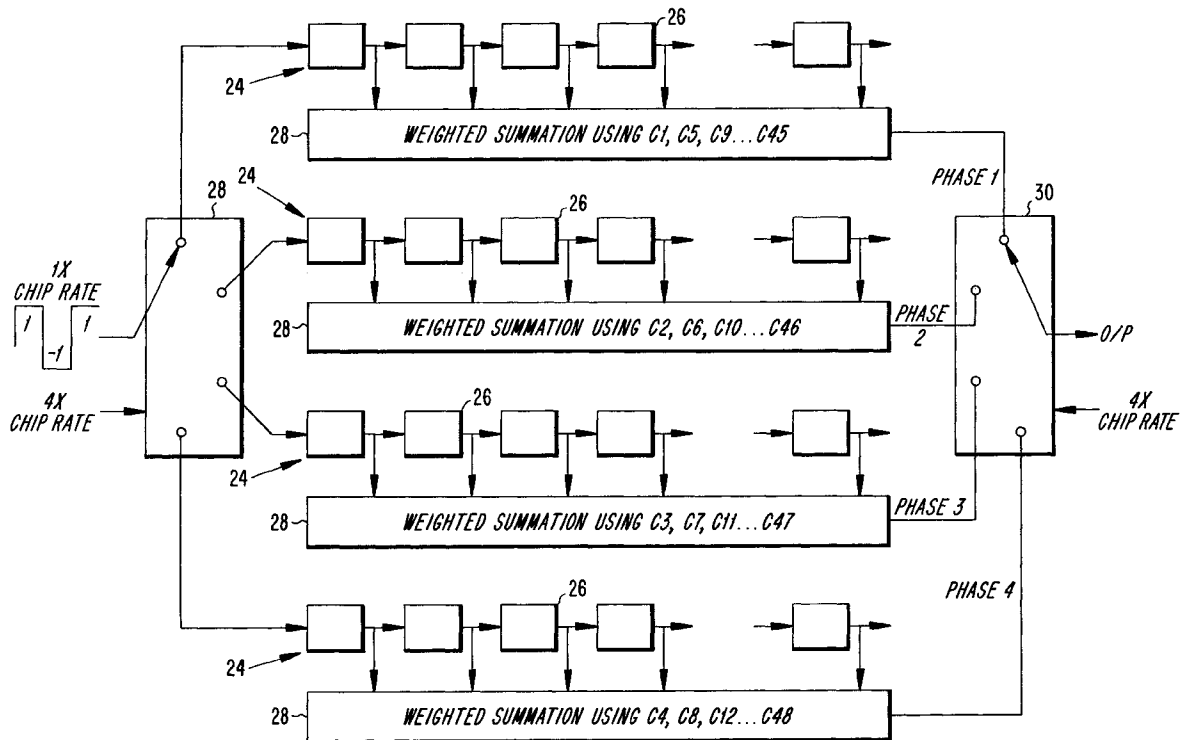 26
24
28
WEIGHTED SUMMATION USING C1, C5, C9...C45
PHASE 1
24
28
26
30
1X
CHIP RATE
1
-1
1
28
WEIGHTED SUMMATION USING C2, C6, C10...C46
PHASE
2
O/P
4X
CHIP RATE
26
4X
CHIP RATE
24
28
WEIGHTED SUMMATION USING C3, C7, C11...C47
PHASE 3
26
PHASE 4
24
28
WEIGHTED SUMMATION USING C4, C8, C12...C48